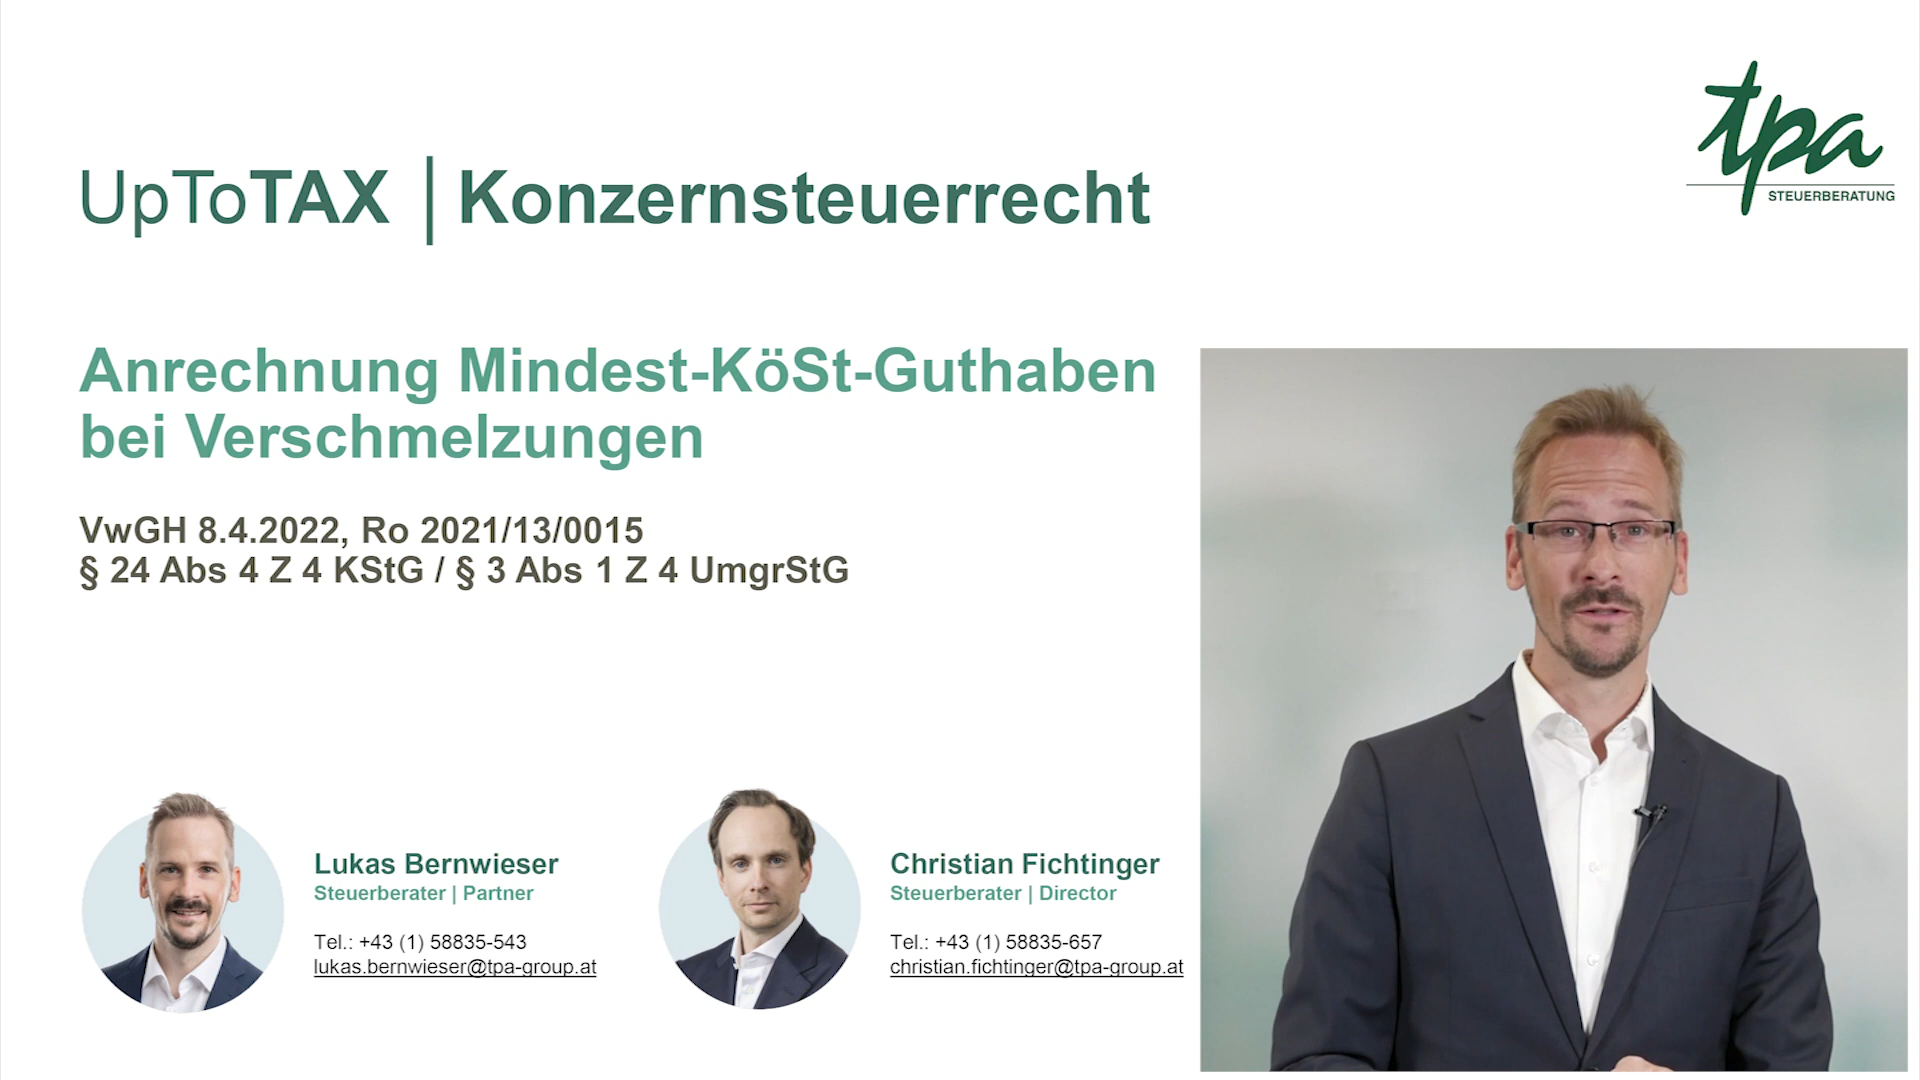 tpa
STEUERBERATUNG
UpToTAX | Konzernsteuerrecht
Anrechnung Mindest-KöSt-Guthaben
bei Verschmelzungen
VwGH 8.4.2022, Ro 2021/13/0015
§ 24 Abs 4 Z 4 KStG / § 3 Abs 1 Z 4 UmgrStG
Lukas Bernwieser
Steuerberater | Partner
Tel.: +43 (1) 58835-543
lukas.bernwieser@tpa-group.at
Christian Fichtinger
Steuerberater | Director
Tel.: +43 (1) 58835-657
christian.fichtinger@tpa-group.at